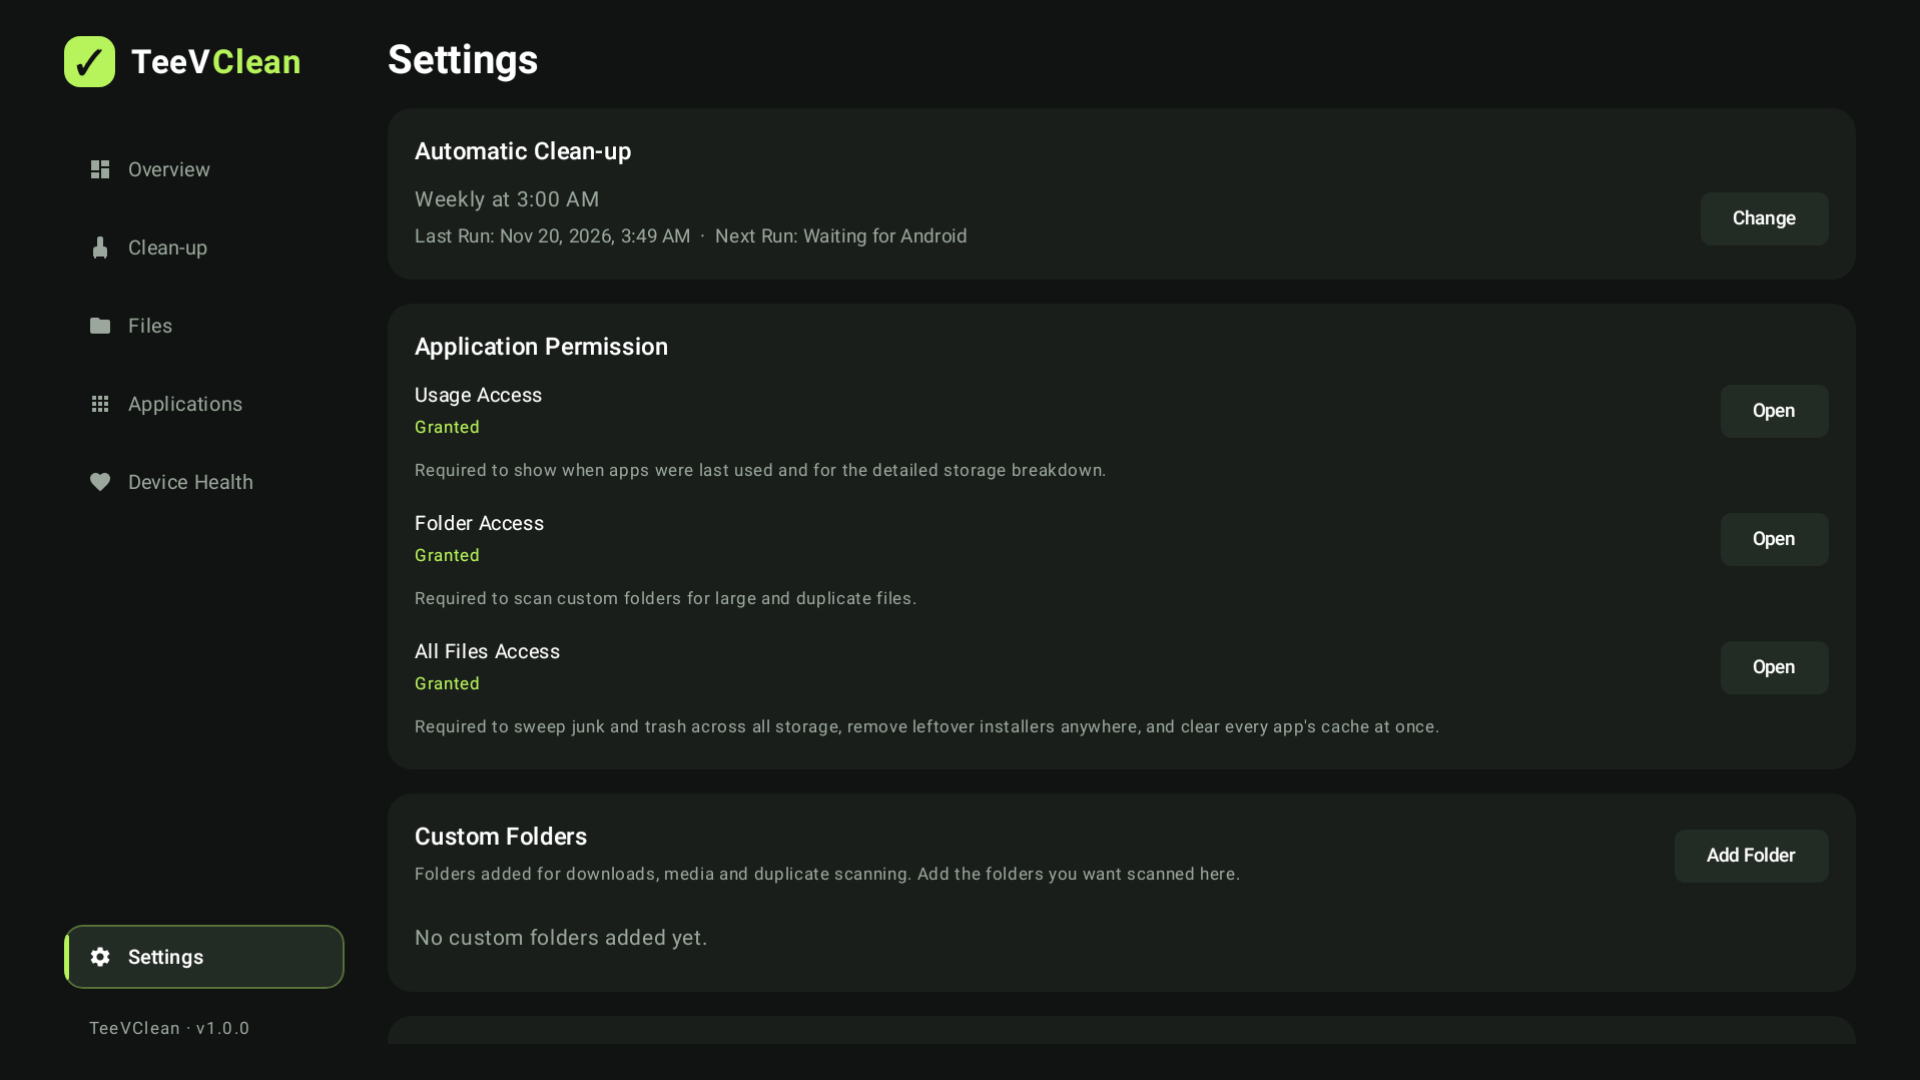 TeeVClean
Overview
Clean-up
Files
Applications
Device Health
Settings
TeeVClean · v1.0.0
Settings
Automatic Clean-up
Weekly at 3:00 AM
Last Run: Nov 20, 2026, 3:49 AM · Next Run: Waiting for Android
Change
Application Permission
Usage Access
Granted
Open
Required to show when apps were last used and for the detailed storage breakdown.
Folder Access
Granted
Open
Required to scan custom folders for large and duplicate files.
All Files Access
Granted
Open
Required to sweep junk and trash across all storage, remove leftover installers anywhere, and clear every app's cache at once.
Custom Folders
Folders added for downloads, media and duplicate scanning. Add the folders you want scanned here.
Add Folder
No custom folders added yet.